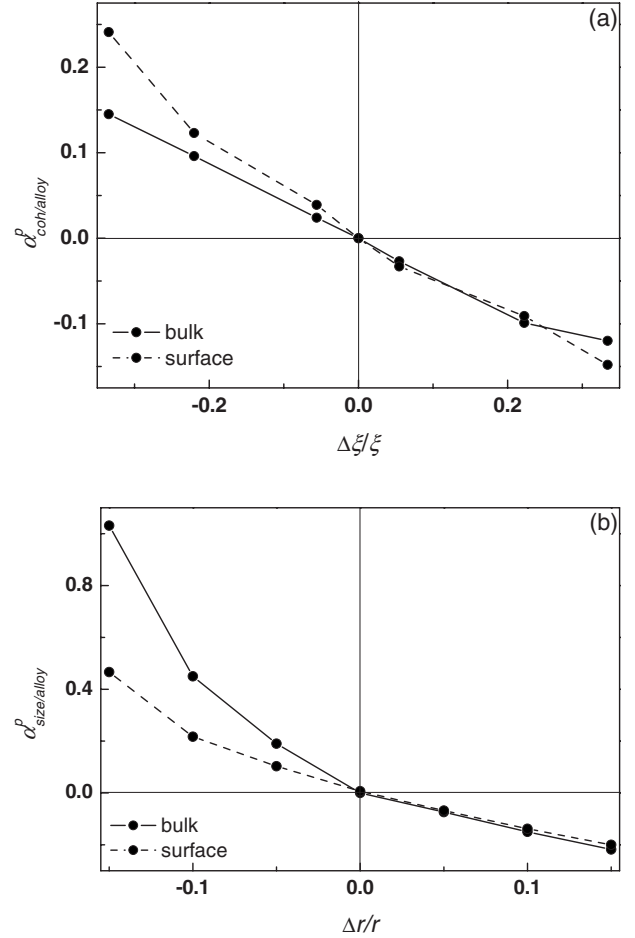 (a)
0.2
0.1
0.0
-0.1
α^p_coh/alloy
bulk
surface
-0.2 0.0 0.2
Δξ/ξ
(b)
0.8
0.4
0.0
α^p_size/alloy
bulk
surface
-0.1 0.0 0.1
Δr/r